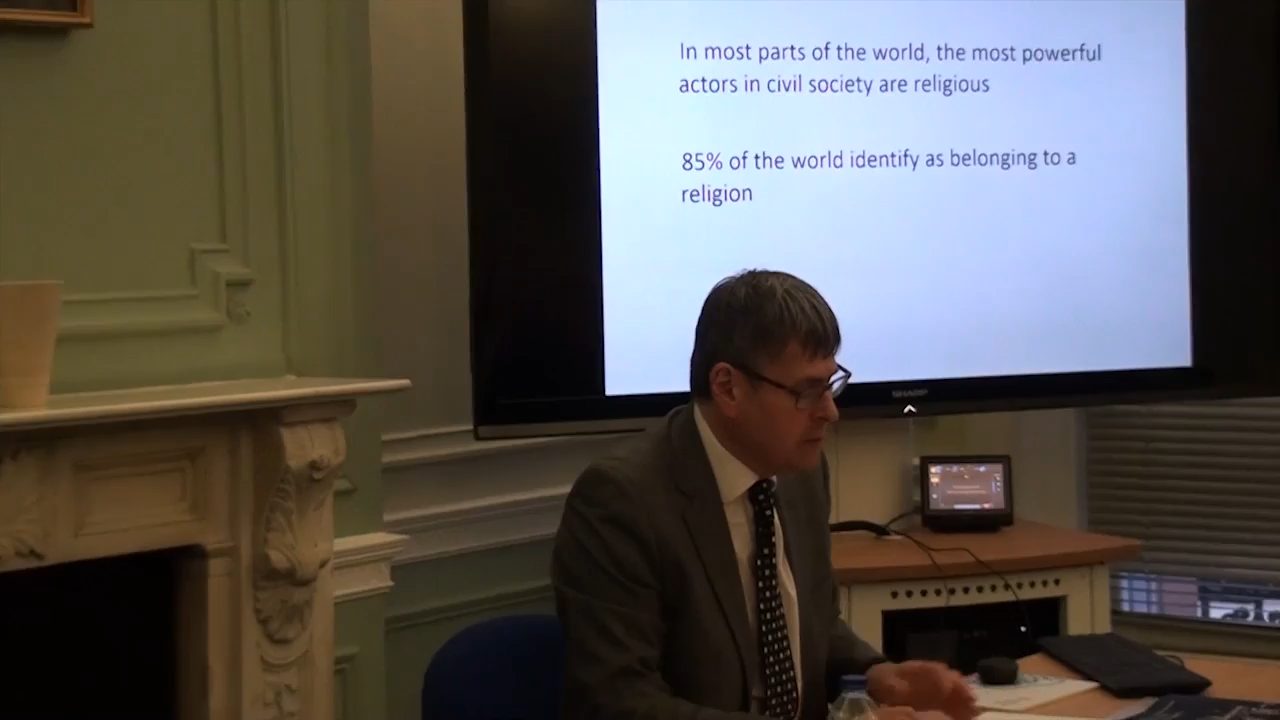 In most parts of the world, the most powerful
actors in civil society are religious
85% of the world identify as belonging to a
religion
SHARP